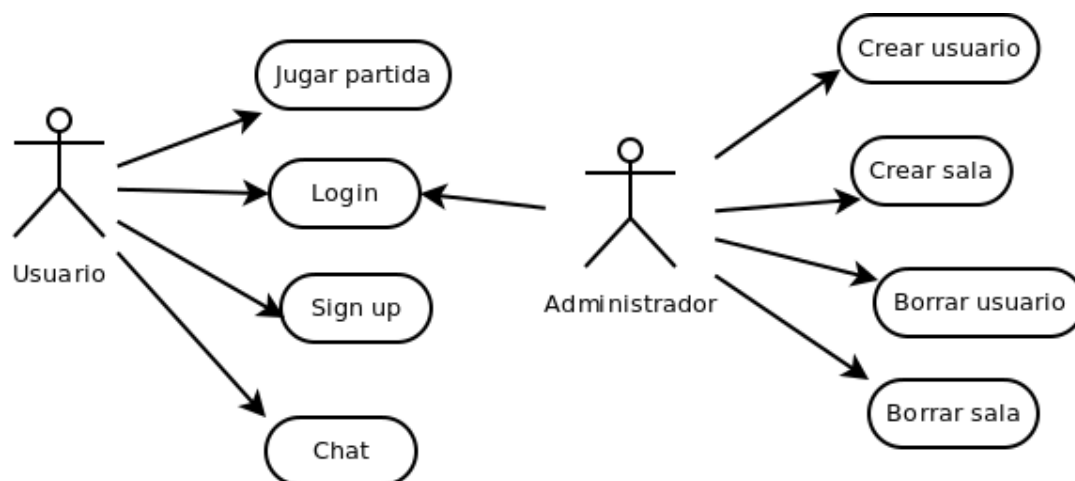 Jugar partida
Login
Sign up
Chat
Usuario
Administrador
Crear usuario
Crear sala
Borrar usuario
Borrar sala